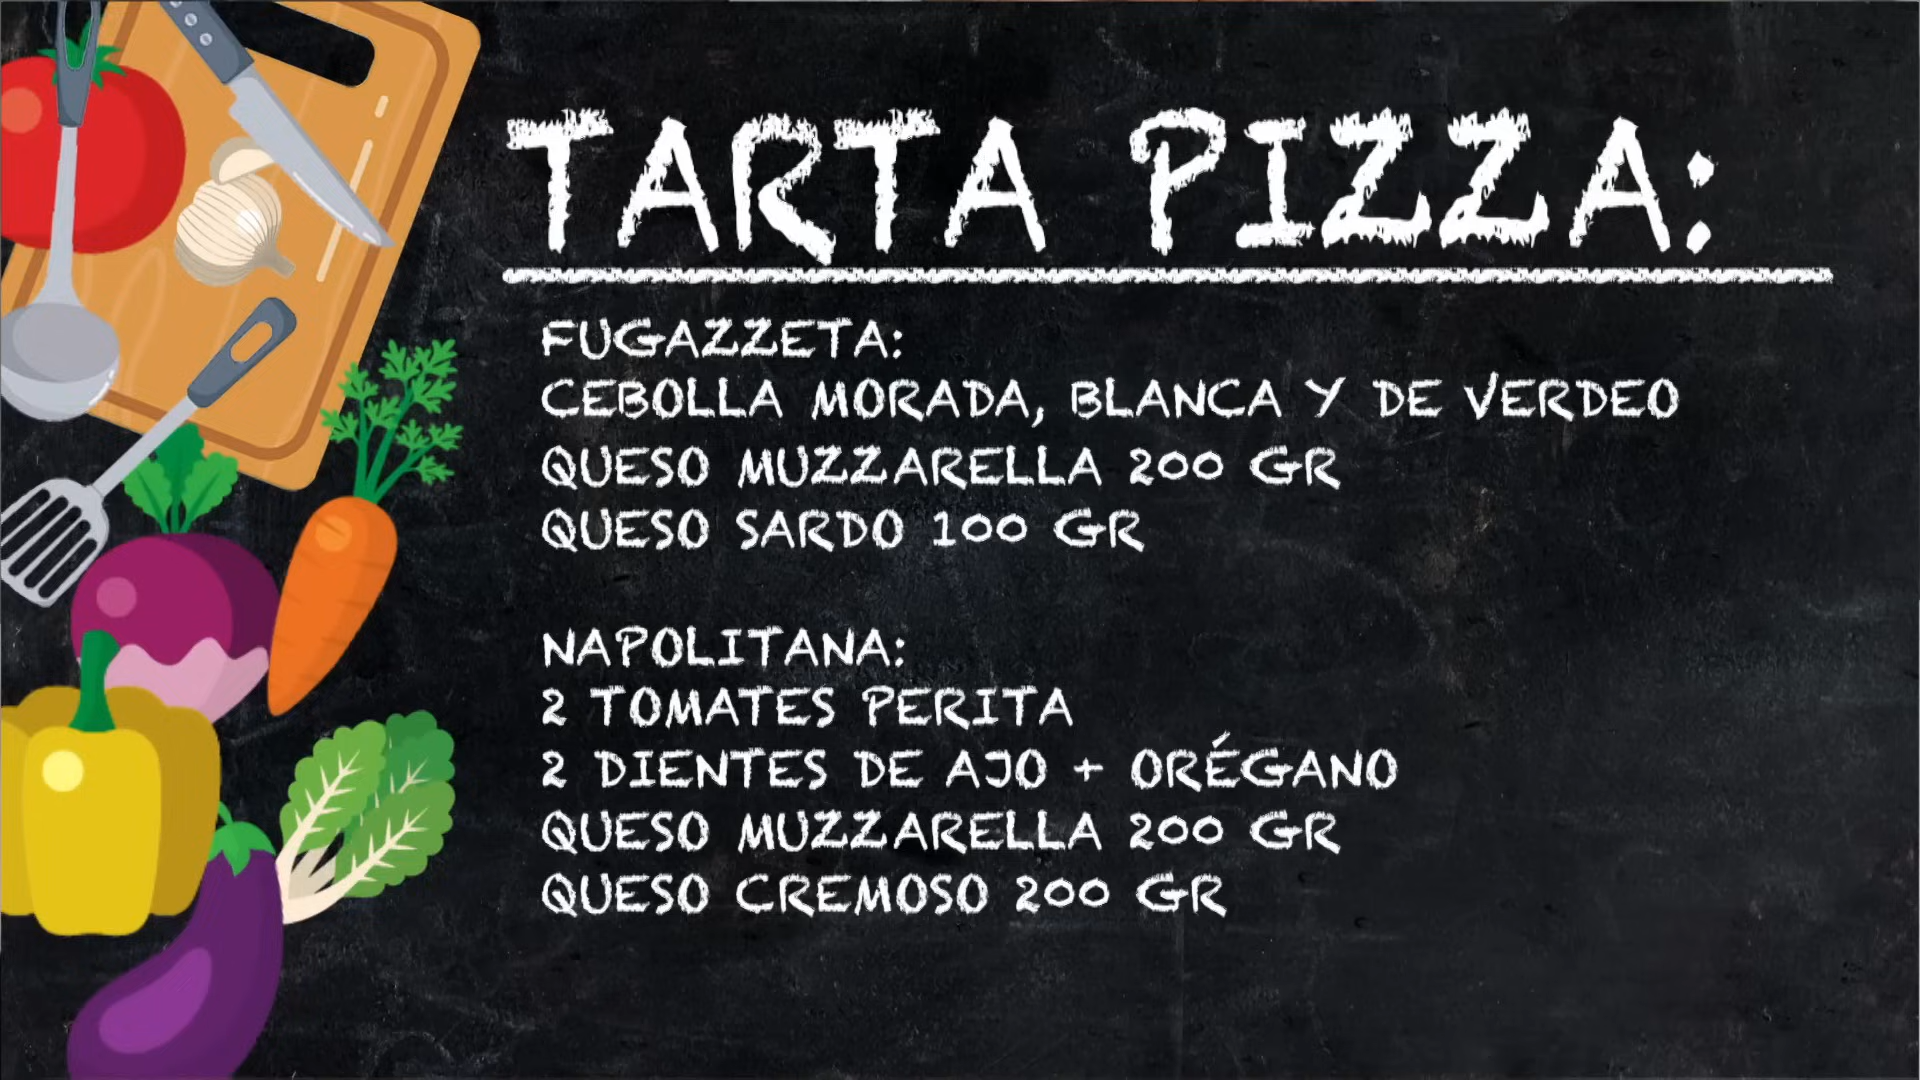 TARTA PIZZA:
FUGAZZETA:
CEBOLLA MORADA, BLANCA Y DE VERDEO
QUESO MUZZARELLA 200 GR
QUESO SARDO 100 GR
NAPOLITANA:
2 TOMATES PERITA
2 DIENTES DE AJO + ORÉGANO
QUESO MUZZARELLA 200 GR
QUESO CREMOSO 200 GR